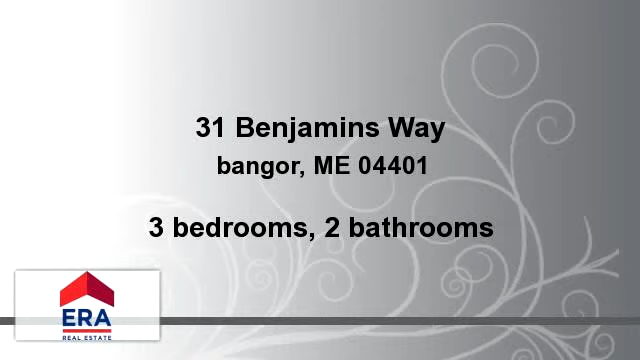 31 Benjamins Way
bangor, ME 04401
3 bedrooms, 2 bathrooms
ERA
REAL ESTATE